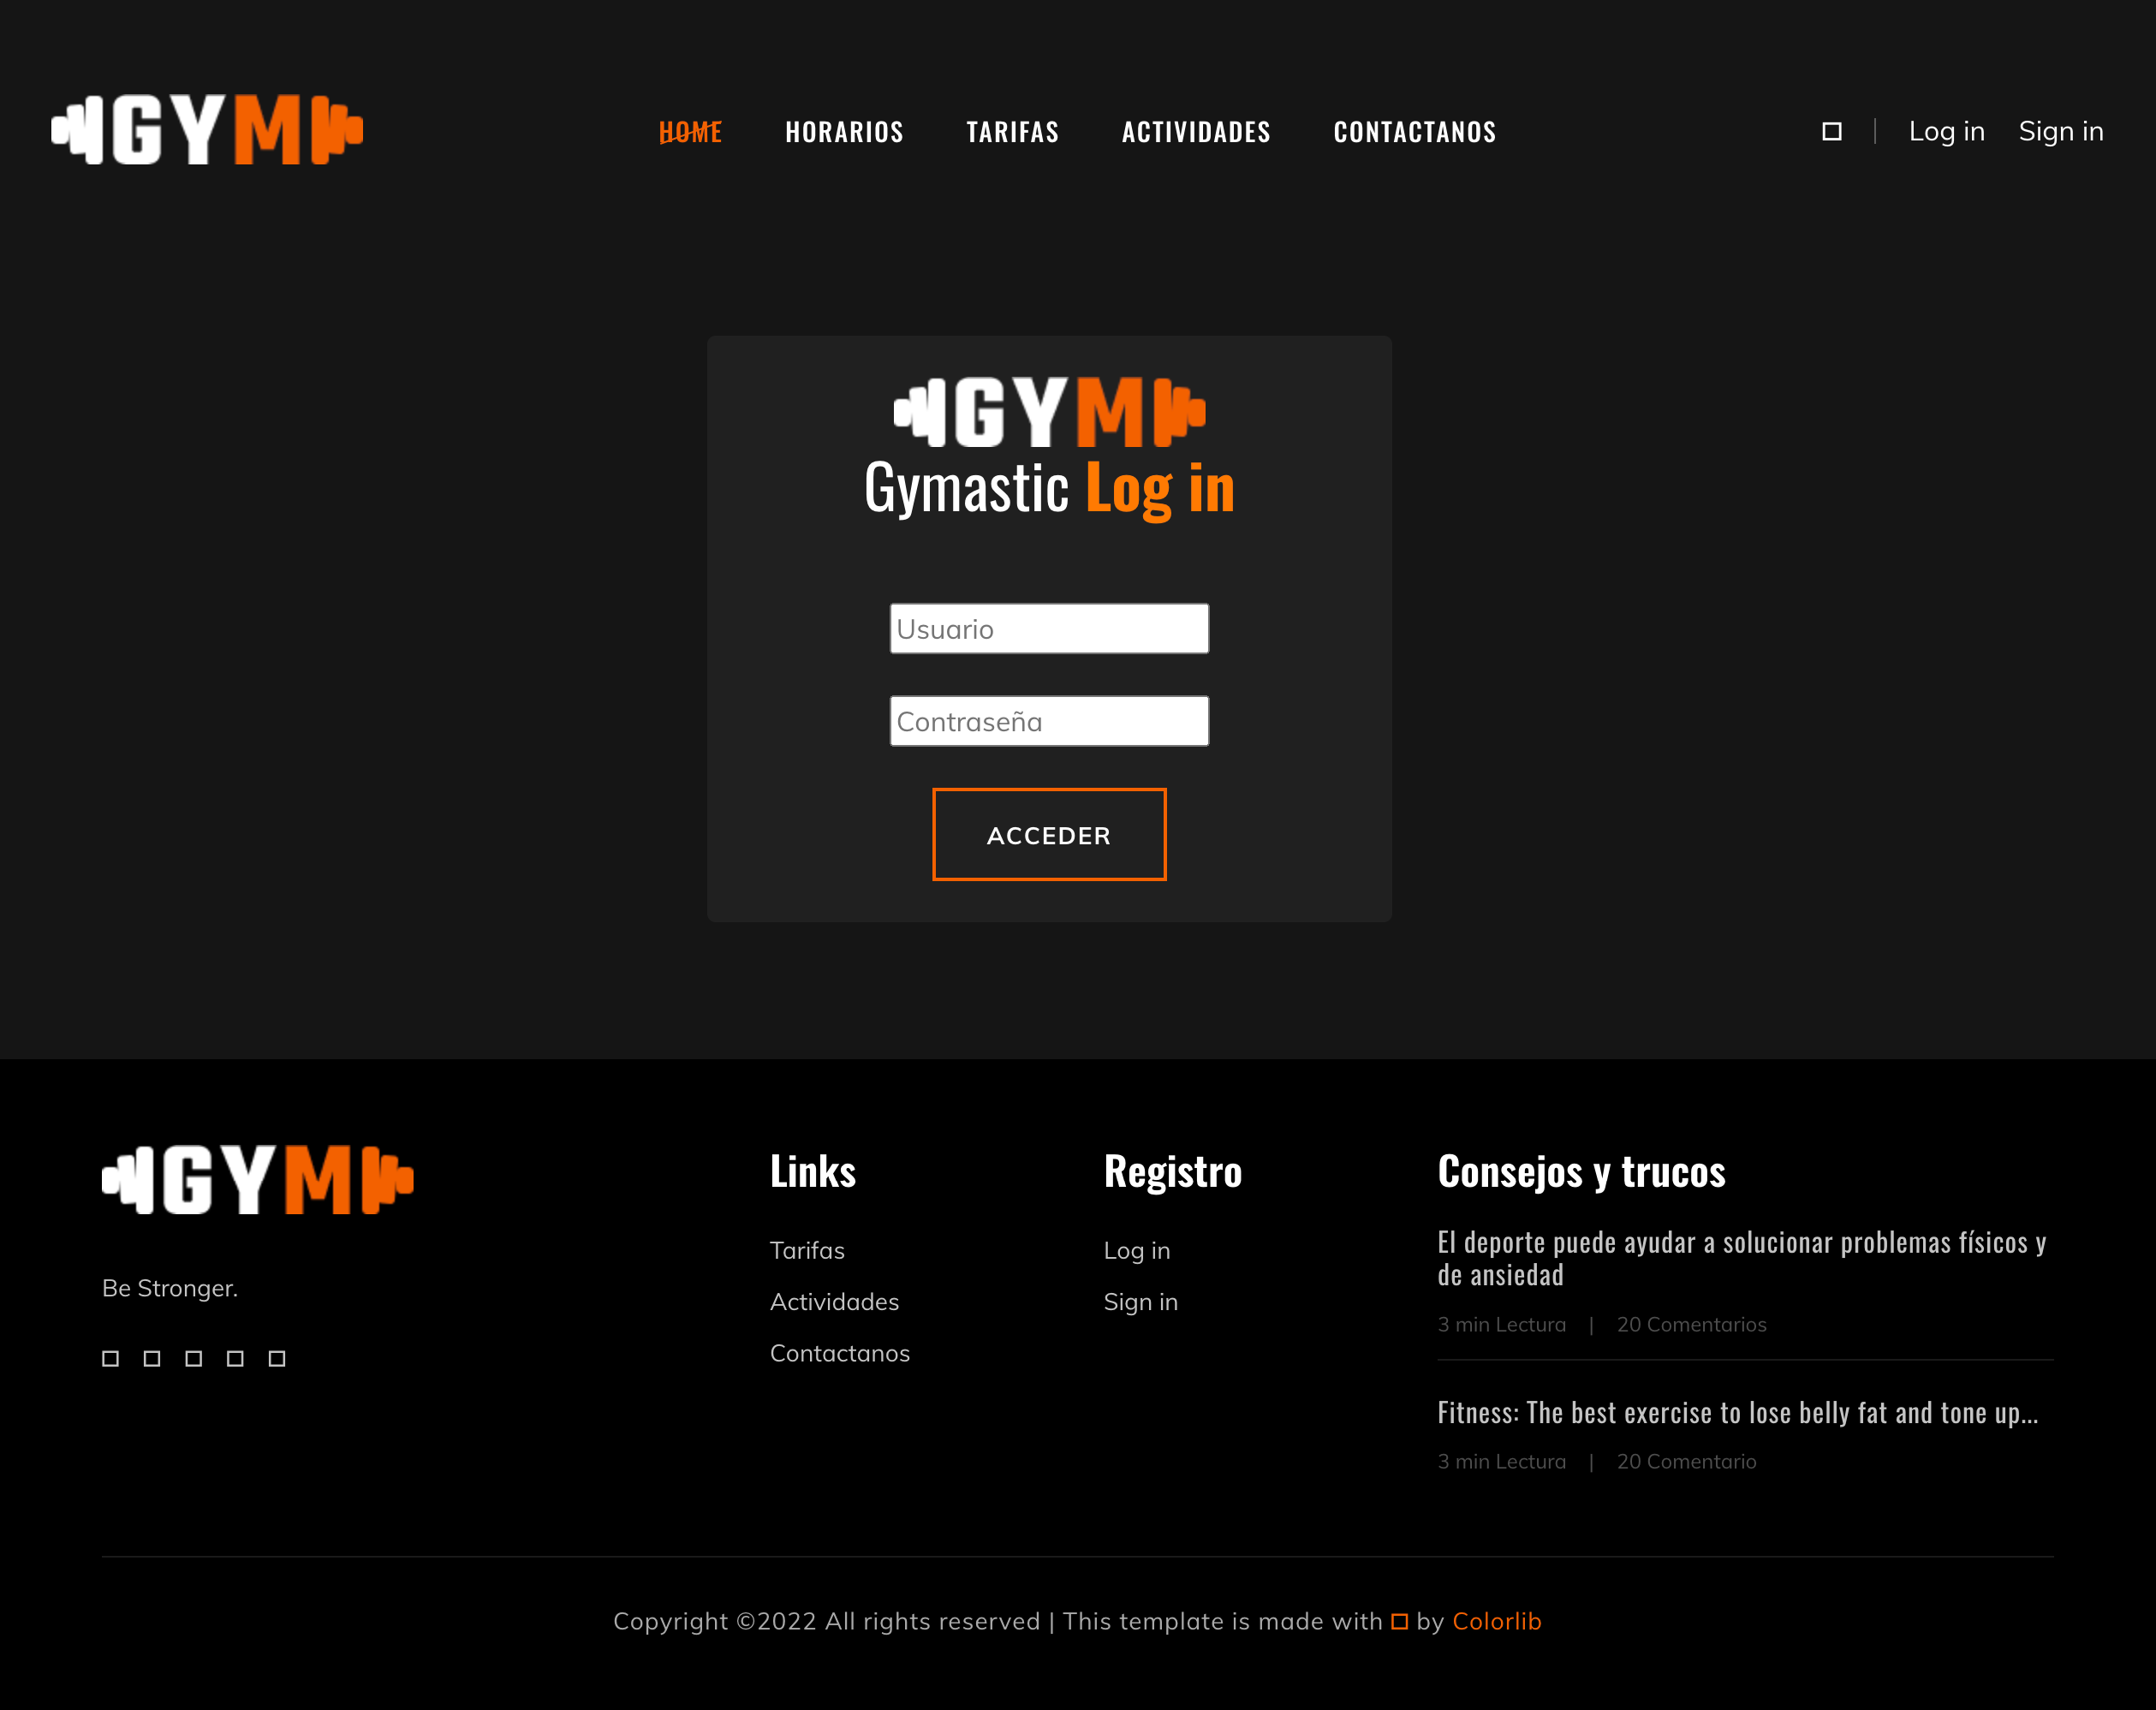 GYM
HOME HORARIOS TARIFAS ACTIVIDADES CONTACTANOS Log in Sign in
GYM
Gymastic Log in
Usuario
Contraseña
ACCEDER
GYM
Be Stronger.
Links
Tarifas
Actividades
Contactanos
Registro
Log in
Sign in
Consejos y trucos
El deporte puede ayudar a solucionar problemas físicos y
de ansiedad
3 min Lectura | 20 Comentarios
Fitness: The best exercise to lose belly fat and tone up...
3 min Lectura | 20 Comentario
Copyright ©2022 All rights reserved | This template is made with by Colorlib